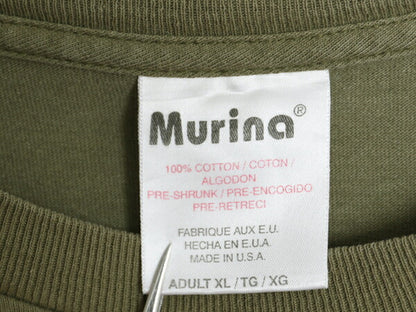 Murina®
100% COTTON / COTON /
ALGODON
PRE-SHRUNK / PRE-ENCOGIDO
PRE-RETRECI
FABRIQUE AUX E.U.
HECHA EN E.U.A.
MADE IN U.S.A.
ADULT XL / TG / XG